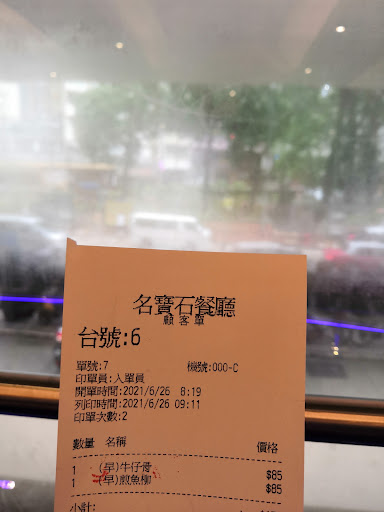 名寶石餐廳
顧客單
台號:6
單號:7 機號:000-C
印單員:入單員
開單時間:2021/6/26 8:19
列印時間:2021/6/26 09:11
印單次數:2
數量 名稱 價格
1 (早)牛仔骨 $85
1 (早)煎魚柳 $85
小計: